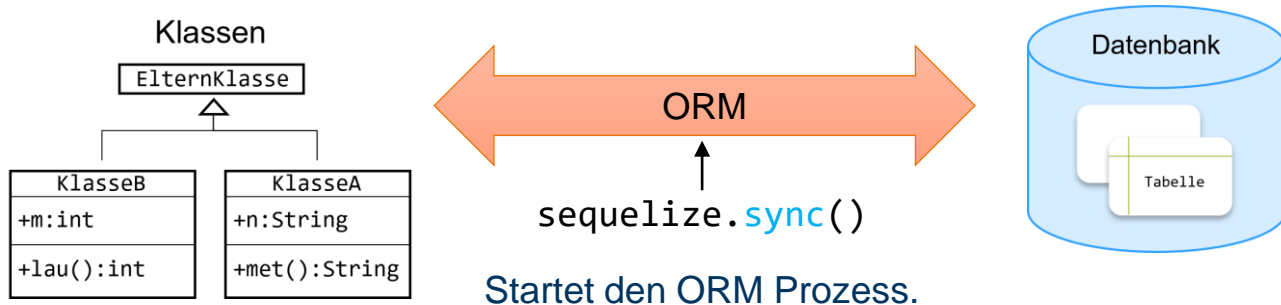 Klassen
ElternKlasse
KlasseB
+m:int
+lau():int
KlasseA
+n:String
+met():String
ORM
sequelize.sync()
Startet den ORM Prozess.
Datenbank
Tabelle